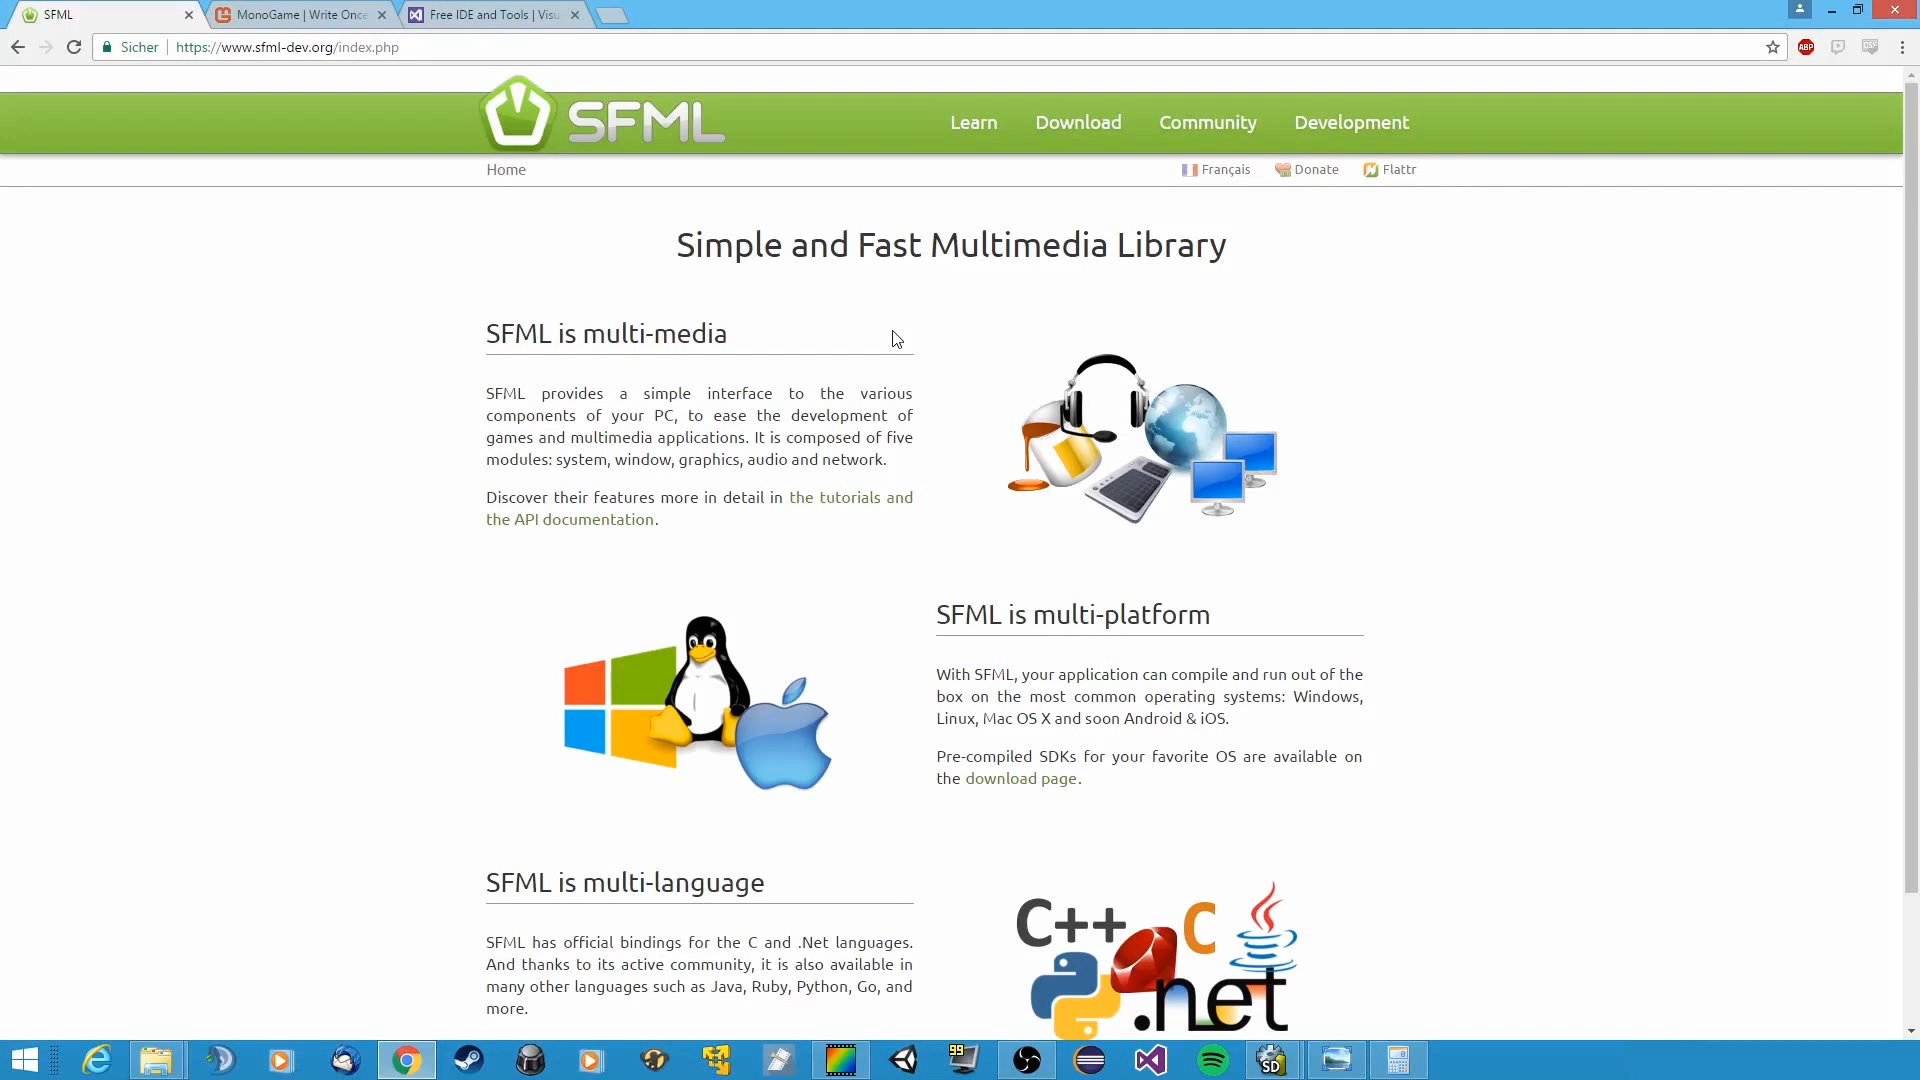 SFML
MonoGame | Write Once
Free IDE and Tools | Visu
Sicher
https://www.sfml-dev.org/index.php
ABP
CSS
SFML
Learn
Download
Community
Development
Home
Français
Donate
Flattr
Simple and Fast Multimedia Library
SFML is multi-media
SFML provides a simple interface to the various
components of your PC, to ease the development of
games and multimedia applications. It is composed of five
modules: system, window, graphics, audio and network.
Discover their features more in detail in the tutorials and
the API documentation.
SFML is multi-platform
With SFML, your application can compile and run out of the
box on the most common operating systems: Windows,
Linux, Mac OS X and soon Android & iOS.
Pre-compiled SDKs for your favorite OS are available on
the download page.
SFML is multi-language
SFML has official bindings for the C and .Net languages.
And thanks to its active community, it is also available in
many other languages such as Java, Ruby, Python, Go, and
more.
C++
C
.net
99
SD